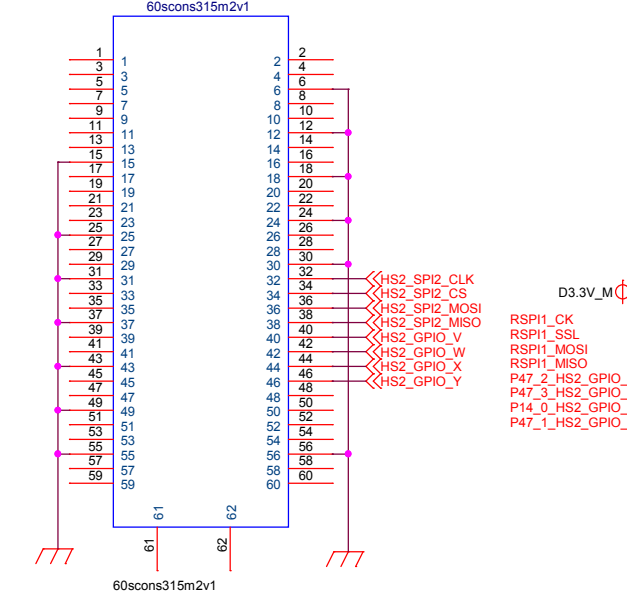 60scons315m2v1
1 1 2 2
3 3 4 4
5 5 6 6
7 7 8 8
9 9 10 10
11 11 12 12
13 13 14 14
15 15 16 16
17 17 18 18
19 19 20 20
21 21 22 22
23 23 24 24
25 25 26 26
27 27 28 28
29 29 30 30
31 31 32 32 HS2_SPI2_CLK
33 33 34 34 HS2_SPI2_CS
35 35 36 36 HS2_SPI2_MOSI
37 37 38 38 HS2_SPI2_MISO
39 39 40 40 HS2_GPIO_V
41 41 42 42 HS2_GPIO_W
43 43 44 44 HS2_GPIO_X
45 45 46 46 HS2_GPIO_Y
47 47 48 48
49 49 50 50
51 51 52 52
53 53 54 54
55 55 56 56
57 57 58 58
59 59 60 60
61 62
61 62
60scons315m2v1
D3.3V_M
RSPI1_CK
RSPI1_SSL
RSPI1_MOSI
RSPI1_MISO
P47_2_HS2_GPIO_
P47_3_HS2_GPIO_
P14_0_HS2_GPIO_
P47_1_HS2_GPIO_